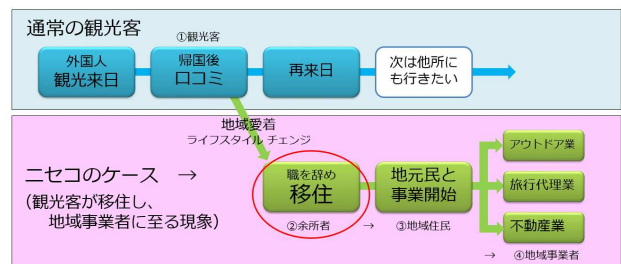 通常の観光客
①観光客
外国人
観光来日
帰国後
口コミ
再来日
次は他所に
も行きたい
地域愛着
ライフスタイル チェンジ
ニセコのケース →
(観光客が移住し、
地域事業者に至る現象)
職を辞め
移住
地元民と
事業開始
アウトドア業
旅行代理業
不動産業
②余所者 → ③地域住民 → ④地域事業者